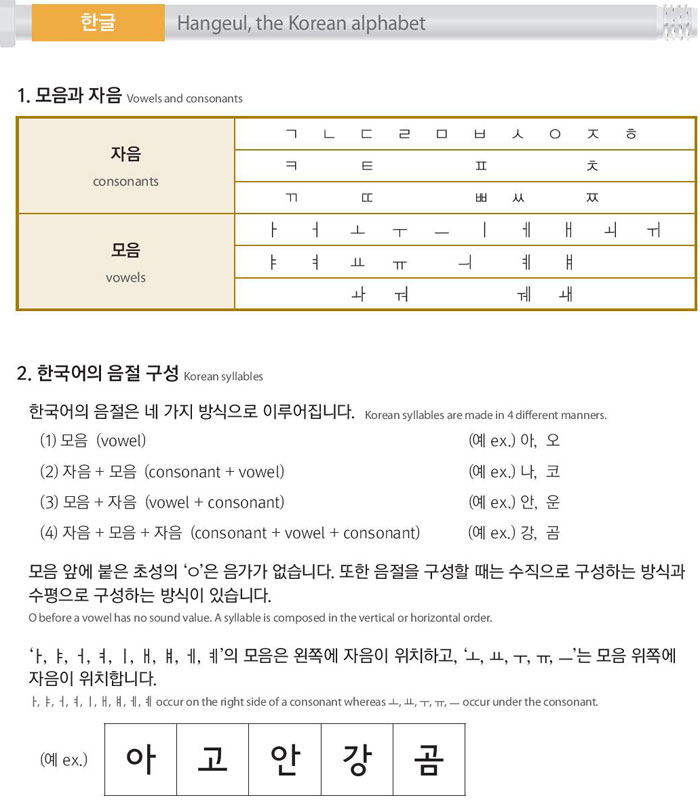 한글 Hangeul, the Korean alphabet
1. 모음과 자음 Vowels and consonants
자음
consonants
ㄱ ㄴ ㄷ ㄹ ㅁ ㅂ ㅅ ㅇ ㅈ ㅎ
ㅋ ㅌ ㅍ ㅊ
ㄲ ㄸ ㅃ ㅆ ㅉ
모음
vowels
ㅏ ㅓ ㅗ ㅜ ㅡ ㅣ ㅔ ㅐ ㅚ ㅟ
ㅑ ㅕ ㅛ ㅠ ㅢ ㅖ ㅒ
ㅘ ㅝ ㅞ ㅙ
2. 한국어의 음절 구성 Korean syllables
한국어의 음절은 네 가지 방식으로 이루어집니다. Korean syllables are made in 4 different manners.
(1) 모음 (vowel) (예 ex.) 아, 오
(2) 자음 + 모음 (consonant + vowel) (예 ex.) 나, 코
(3) 모음 + 자음 (vowel + consonant) (예 ex.) 안, 운
(4) 자음 + 모음 + 자음 (consonant + vowel + consonant) (예 ex.) 강, 곰
모음 앞에 붙은 초성의 ‘ㅇ’은 음가가 없습니다. 또한 음절을 구성할 때는 수직으로 구성하는 방식과
수평으로 구성하는 방식이 있습니다.
O before a vowel has no sound value. A syllable is composed in the vertical or horizontal order.
‘ㅏ, ㅑ, ㅓ, ㅕ, ㅣ, ㅐ, ㅒ, ㅔ, ㅖ’의 모음은 왼쪽에 자음이 위치하고, ‘ㅗ, ㅛ, ㅜ, ㅠ, ㅡ’는 모음 위쪽에
자음이 위치합니다.
ㅏ, ㅑ, ㅓ, ㅕ, ㅣ, ㅐ, ㅒ, ㅔ, ㅖ occur on the right side of a consonant whereas ㅗ, ㅛ, ㅜ, ㅠ, ㅡ occur under the consonant.
(예 ex.) 아 고 안 강 곰